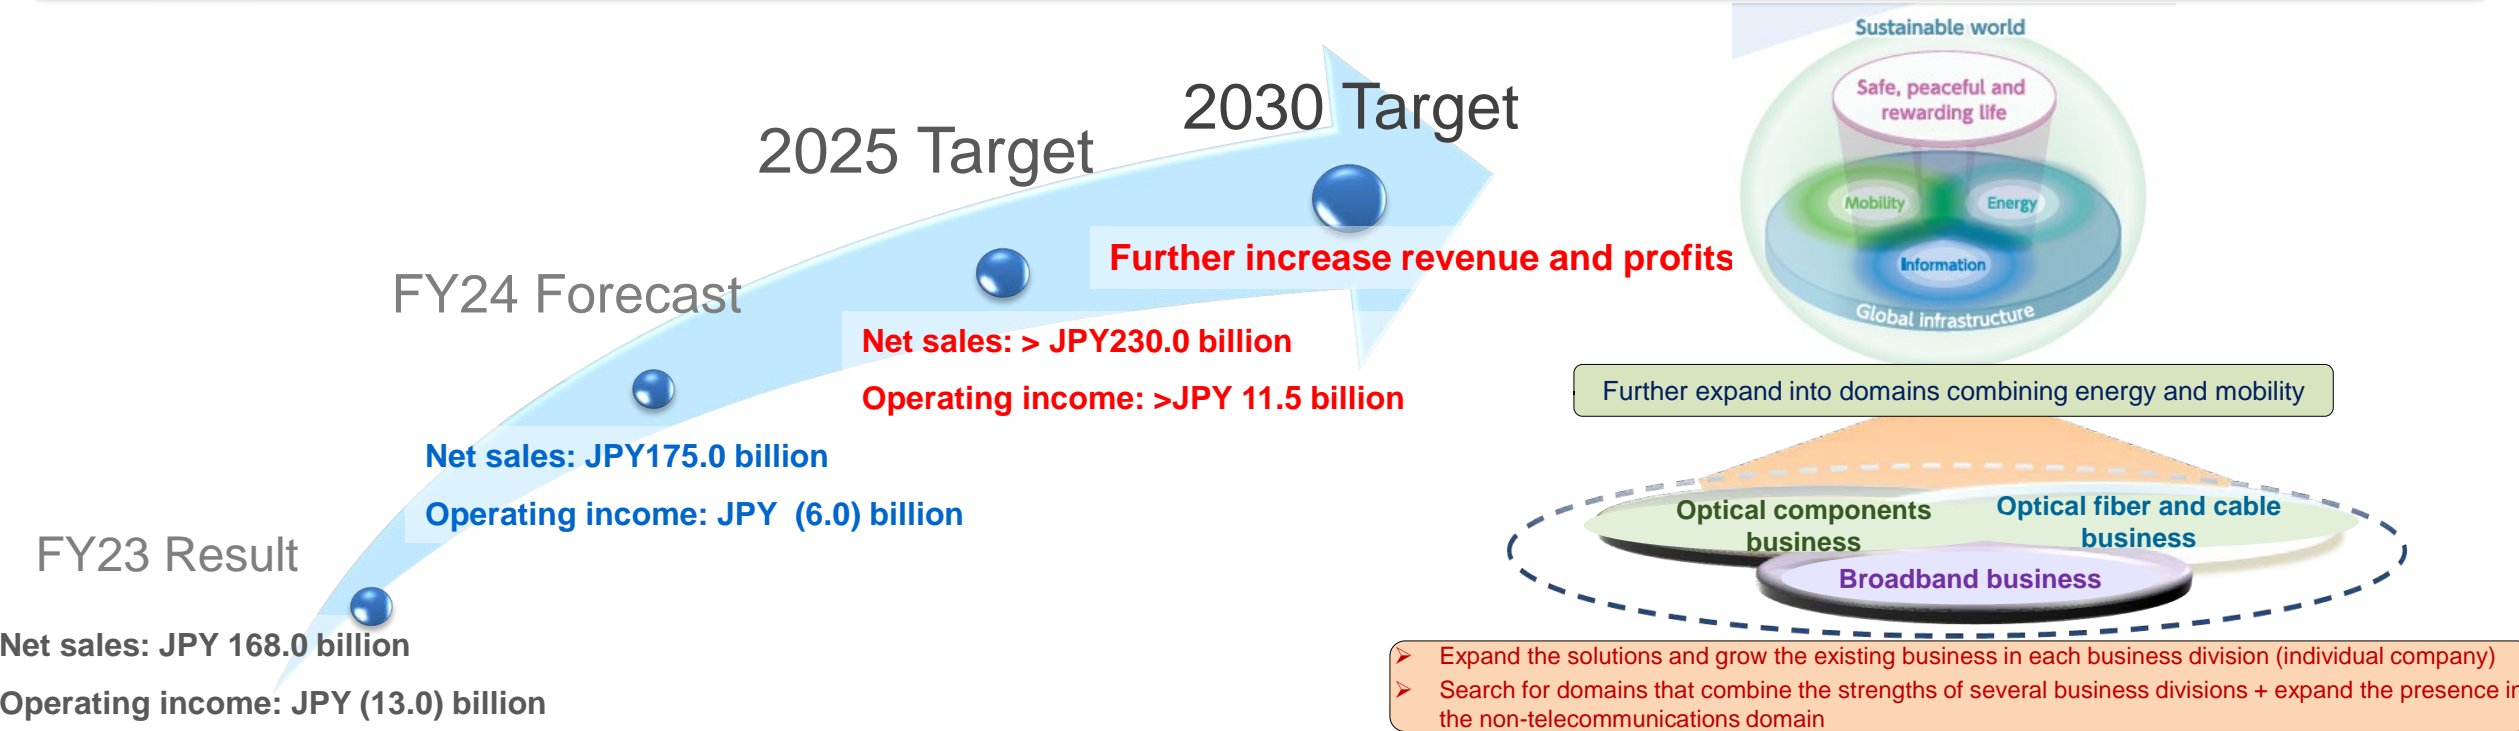 FY23 Result
Net sales: JPY 168.0 billion
Operating income: JPY (13.0) billion
FY24 Forecast
Net sales: JPY175.0 billion
Operating income: JPY  (6.0) billion
2025 Target
Net sales: > JPY230.0 billion
Operating income: >JPY 11.5 billion
2030 Target
Further increase revenue and profits
Sustainable world
Safe, peaceful and
rewarding life
Mobility
Energy
Information
Global infrastructure
Further expand into domains combining energy and mobility
Optical components
business
Optical fiber and cable
business
Broadband business
➢ Expand the solutions and grow the existing business in each business division (individual company)
➢ Search for domains that combine the strengths of several business divisions + expand the presence in
the non-telecommunications domain